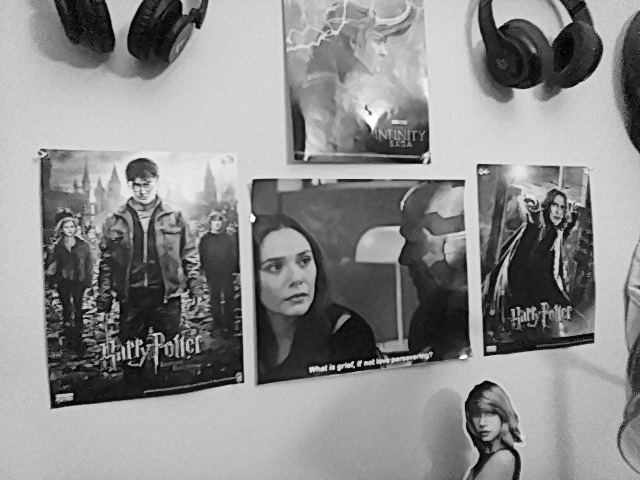 INFINITY
SAGA
Harry Potter
What is grief, if not love persevering?
Harry Potter